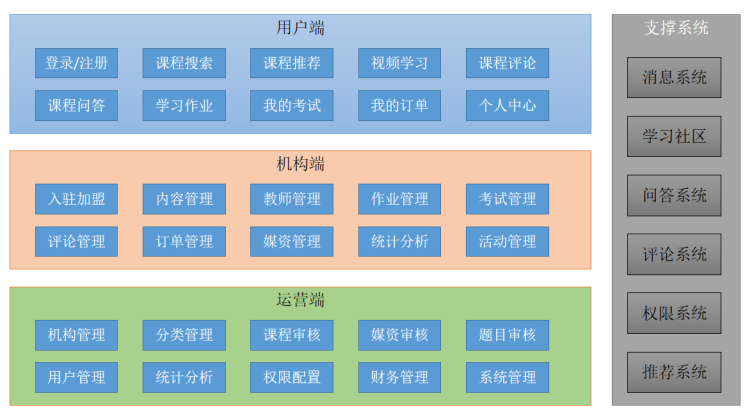 用户端
登录/注册 课程搜索 课程推荐 视频学习 课程评论
课程问答 学习作业 我的考试 我的订单 个人中心
机构端
入驻加盟 内容管理 教师管理 作业管理 考试管理
评论管理 订单管理 媒资管理 统计分析 活动管理
运营端
机构管理 分类管理 课程审核 媒资审核 题目审核
用户管理 统计分析 权限配置 财务管理 系统管理
支撑系统
消息系统
学习社区
问答系统
评论系统
权限系统
推荐系统